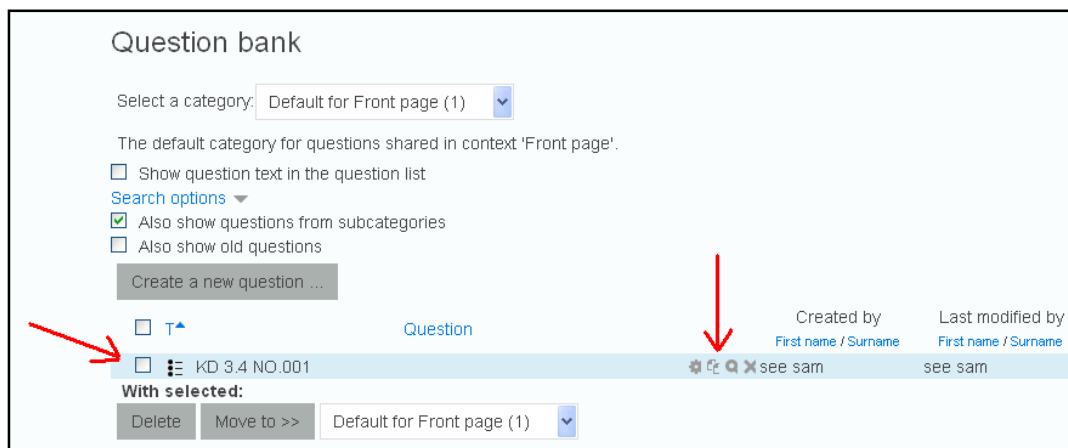 Question bank
Select a category: Default for Front page (1)
The default category for questions shared in context 'Front page'.
Show question text in the question list
Search options
Also show questions from subcategories
Also show old questions
Create a new question ...
Created by Last modified by
T Question First name / Surname First name / Surname
KD 3.4 NO.001 see sam see sam
With selected:
Delete Move to >> Default for Front page (1)